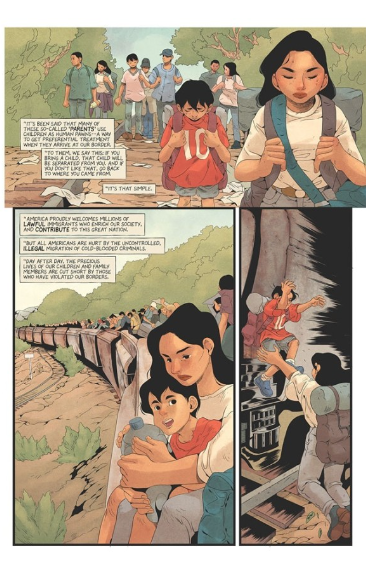 "IT'S BEEN SAID THAT MANY OF
THESE SO-CALLED 'PARENTS' USE
CHILDREN AS HUMAN PAWNS--A WAY
TO GET PREFERENTIAL TREATMENT
WHEN THEY ARRIVE AT OUR BORDER.
"TO THEM, WE SAY THIS: IF YOU
BRING A CHILD, THAT CHILD WILL
BE SEPARATED FROM YOU, AND IF
YOU DON'T LIKE THAT, GO BACK
TO WHERE YOU CAME FROM.
"IT'S THAT SIMPLE.
10
"AMERICA PROUDLY WELCOMES MILLIONS OF
LAWFUL IMMIGRANTS WHO ENRICH OUR SOCIETY,
AND CONTRIBUTE TO THIS GREAT NATION.
"BUT ALL AMERICANS ARE HURT BY THE UNCONTROLLED,
ILLEGAL MIGRATION OF COLD-BLOODED CRIMINALS.
"DAY AFTER DAY, THE PRECIOUS
LIVES OF OUR CHILDREN AND FAMILY
MEMBERS ARE CUT SHORT BY THOSE
WHO HAVE VIOLATED OUR BORDERS.